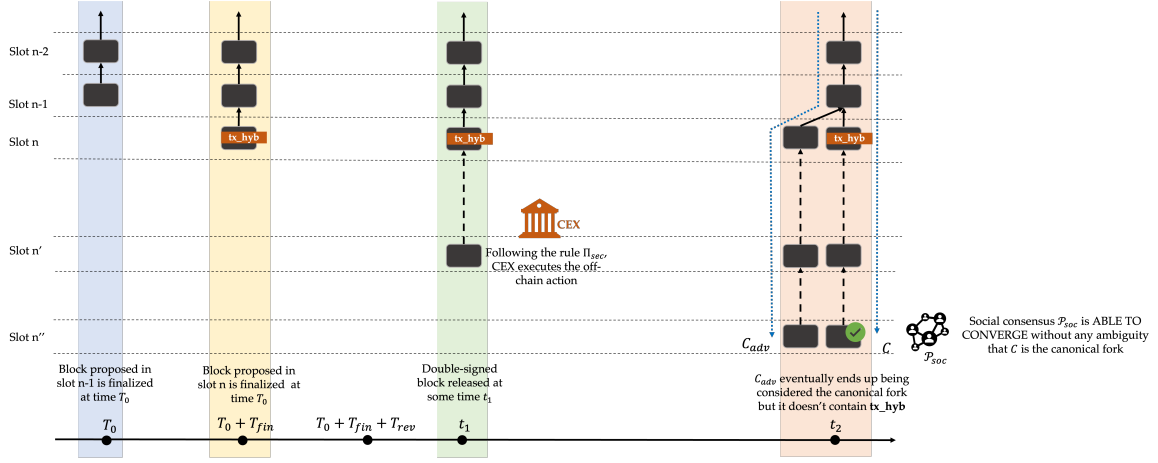 Slot n-2
Slot n-1
Slot n
Slot n′
Slot n′′
tx_hyb
tx_hyb
tx_hyb
CEX
Following the rule Π_sec,
CEX executes the off-
chain action
C_adv
C
𝒫_soc
Social consensus 𝒫_soc is ABLE TO
CONVERGE without any ambiguity
that C is the canonical fork
Block proposed in
slot n-1 is finalized
at time T_0
Block proposed in
slot n is finalized at
time T_0
Double-signed
block released at
some time t_1
C_adv eventually ends up being
considered the canonical fork
but it doesn't contain tx_hyb
T_0
T_0 + T_fin
T_0 + T_fin + T_rev
t_1
t_2